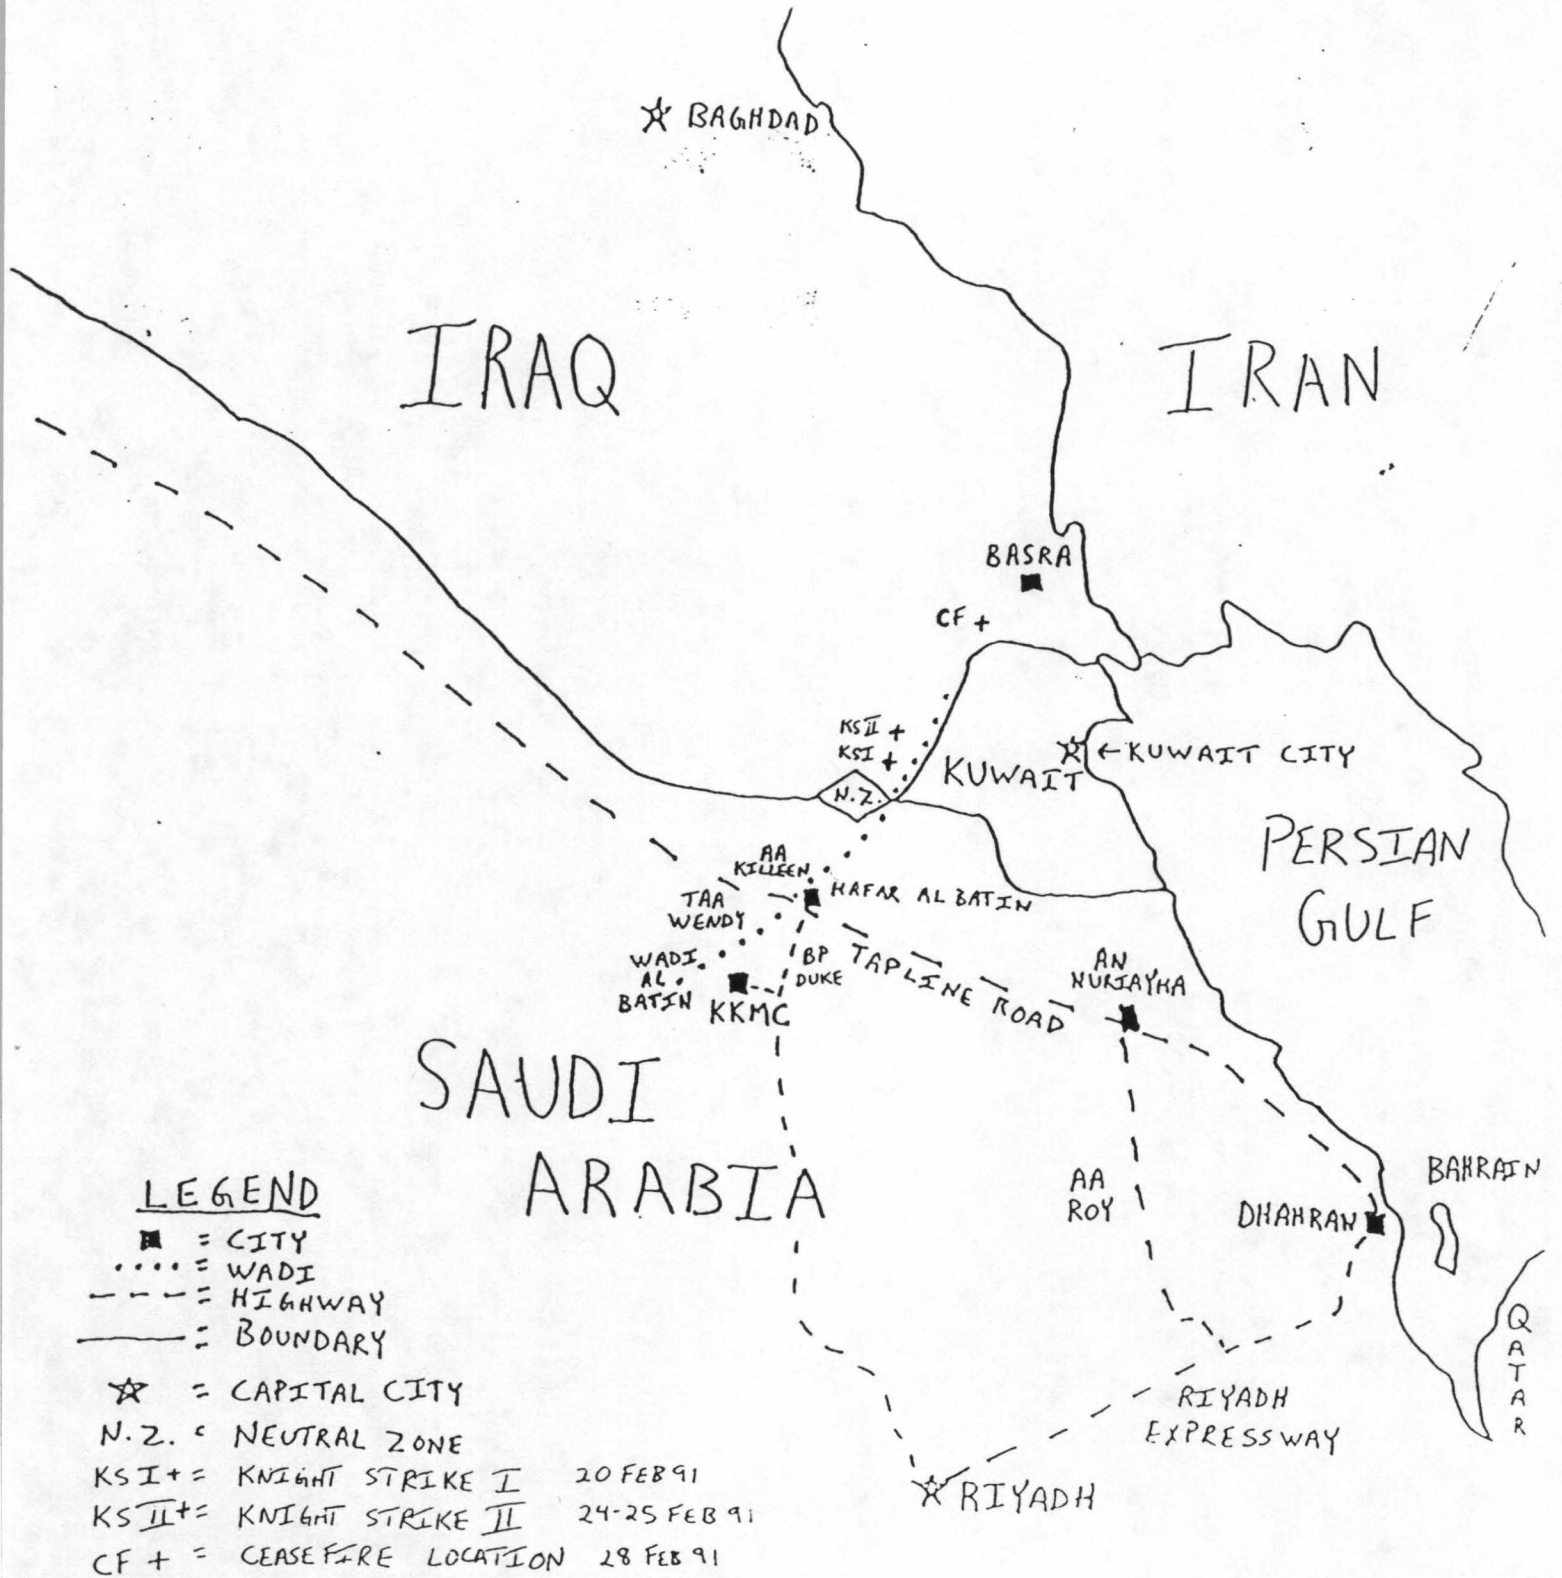 BAGHDAD
IRAQ
IRAN
BASRA
CF +
KS II +
KS I +
KUWAIT
←KUWAIT CITY
N.Z.
PERSIAN
GULF
AA
KILLEEN
HAFAR AL BATIN
TAA
WENDY
WADI
AL
BATIN
KKMC
BP
DUKE
TAPLINE ROAD
AN
NURIAYHA
SAUDI
ARABIA
AA
ROY
DHAHRAN
BAHRAIN
QATAR
RIYADH
EXPRESSWAY
RIYADH
LEGEND
= CITY
.... = WADI
---- = HIGHWAY
= BOUNDARY
= CAPITAL CITY
N.Z. = NEUTRAL ZONE
KS I + = KNIGHT STRIKE I 20 FEB 91
KS II + = KNIGHT STRIKE II 24-25 FEB 91
CF + = CEASEFIRE LOCATION 28 FEB 91